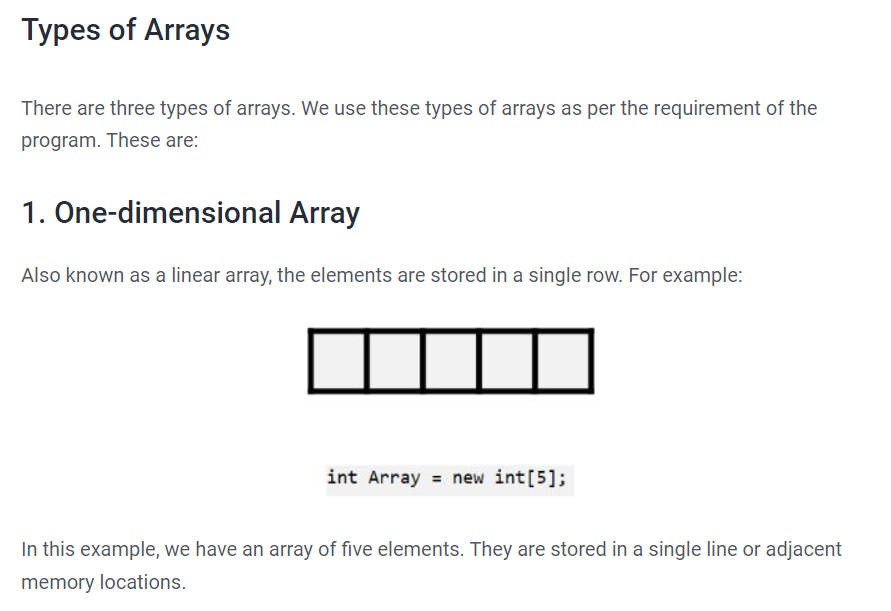 Types of Arrays
There are three types of arrays. We use these types of arrays as per the requirement of the
program. These are:
1. One-dimensional Array
Also known as a linear array, the elements are stored in a single row. For example:
int Array = new int[5];
In this example, we have an array of five elements. They are stored in a single line or adjacent
memory locations.